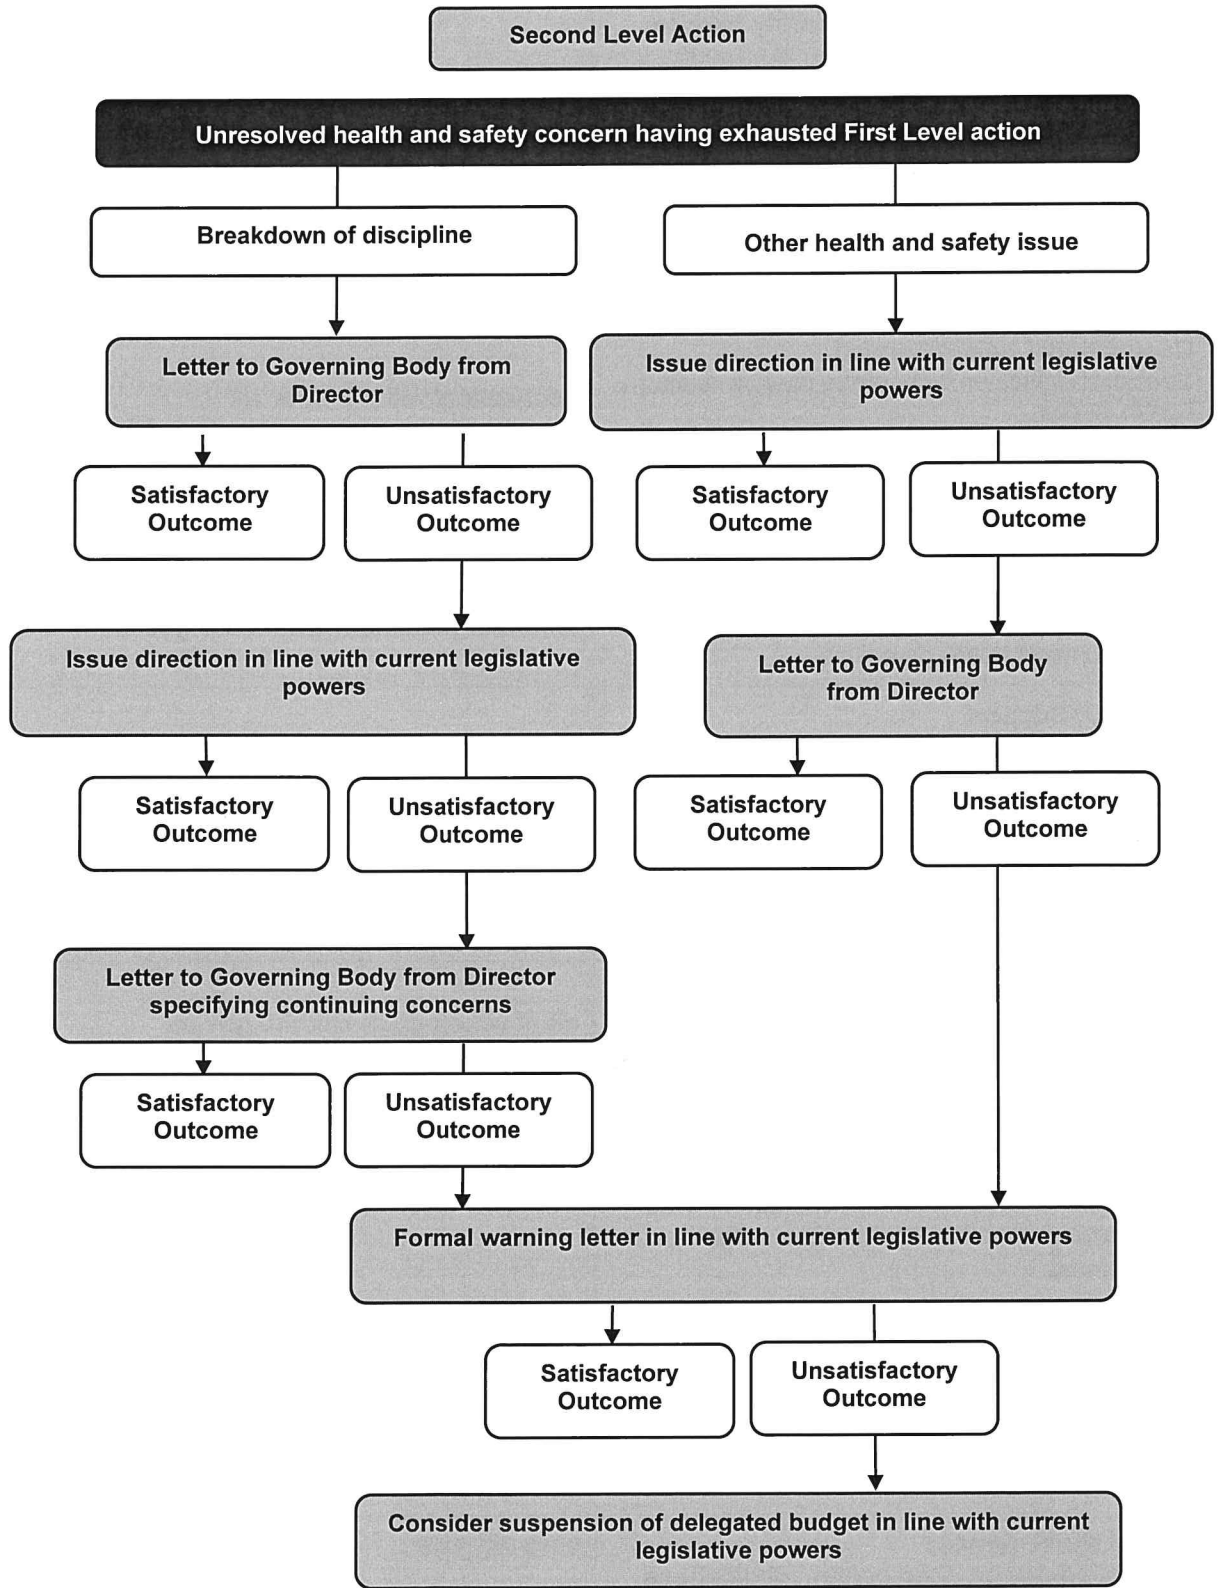 Second Level Action
Unresolved health and safety concern having exhausted First Level action
Breakdown of discipline
Other health and safety issue
Letter to Governing Body from
Director
Issue direction in line with current legislative
powers
Satisfactory
Outcome
Unsatisfactory
Outcome
Satisfactory
Outcome
Unsatisfactory
Outcome
Issue direction in line with current legislative
powers
Letter to Governing Body
from Director
Satisfactory
Outcome
Unsatisfactory
Outcome
Satisfactory
Outcome
Unsatisfactory
Outcome
Letter to Governing Body from Director
specifying continuing concerns
Satisfactory
Outcome
Unsatisfactory
Outcome
Formal warning letter in line with current legislative powers
Satisfactory
Outcome
Unsatisfactory
Outcome
Consider suspension of delegated budget in line with current
legislative powers